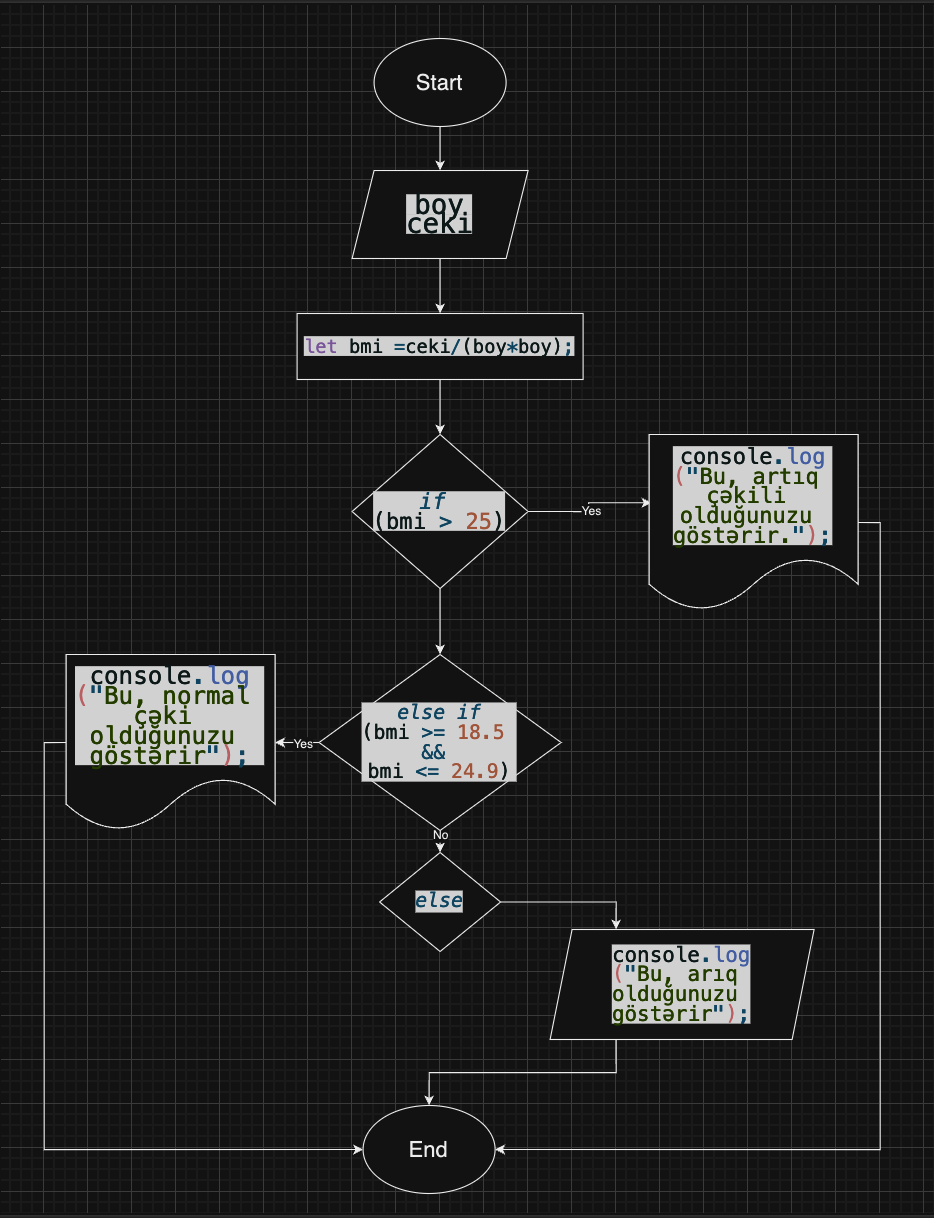 Start
boy
ceki
let bmi =ceki/(boy*boy);
if
(bmi > 25)
Yes
console.log
("Bu, artıq
çəkili
olduğunuzu
göstərir.");
else if
(bmi >= 18.5
&&
bmi <= 24.9)
Yes
console.log
("Bu, normal
çəki
olduğunuzu
göstərir");
No
else
console.log
("Bu, arıq
olduğunuzu
göstərir");
End